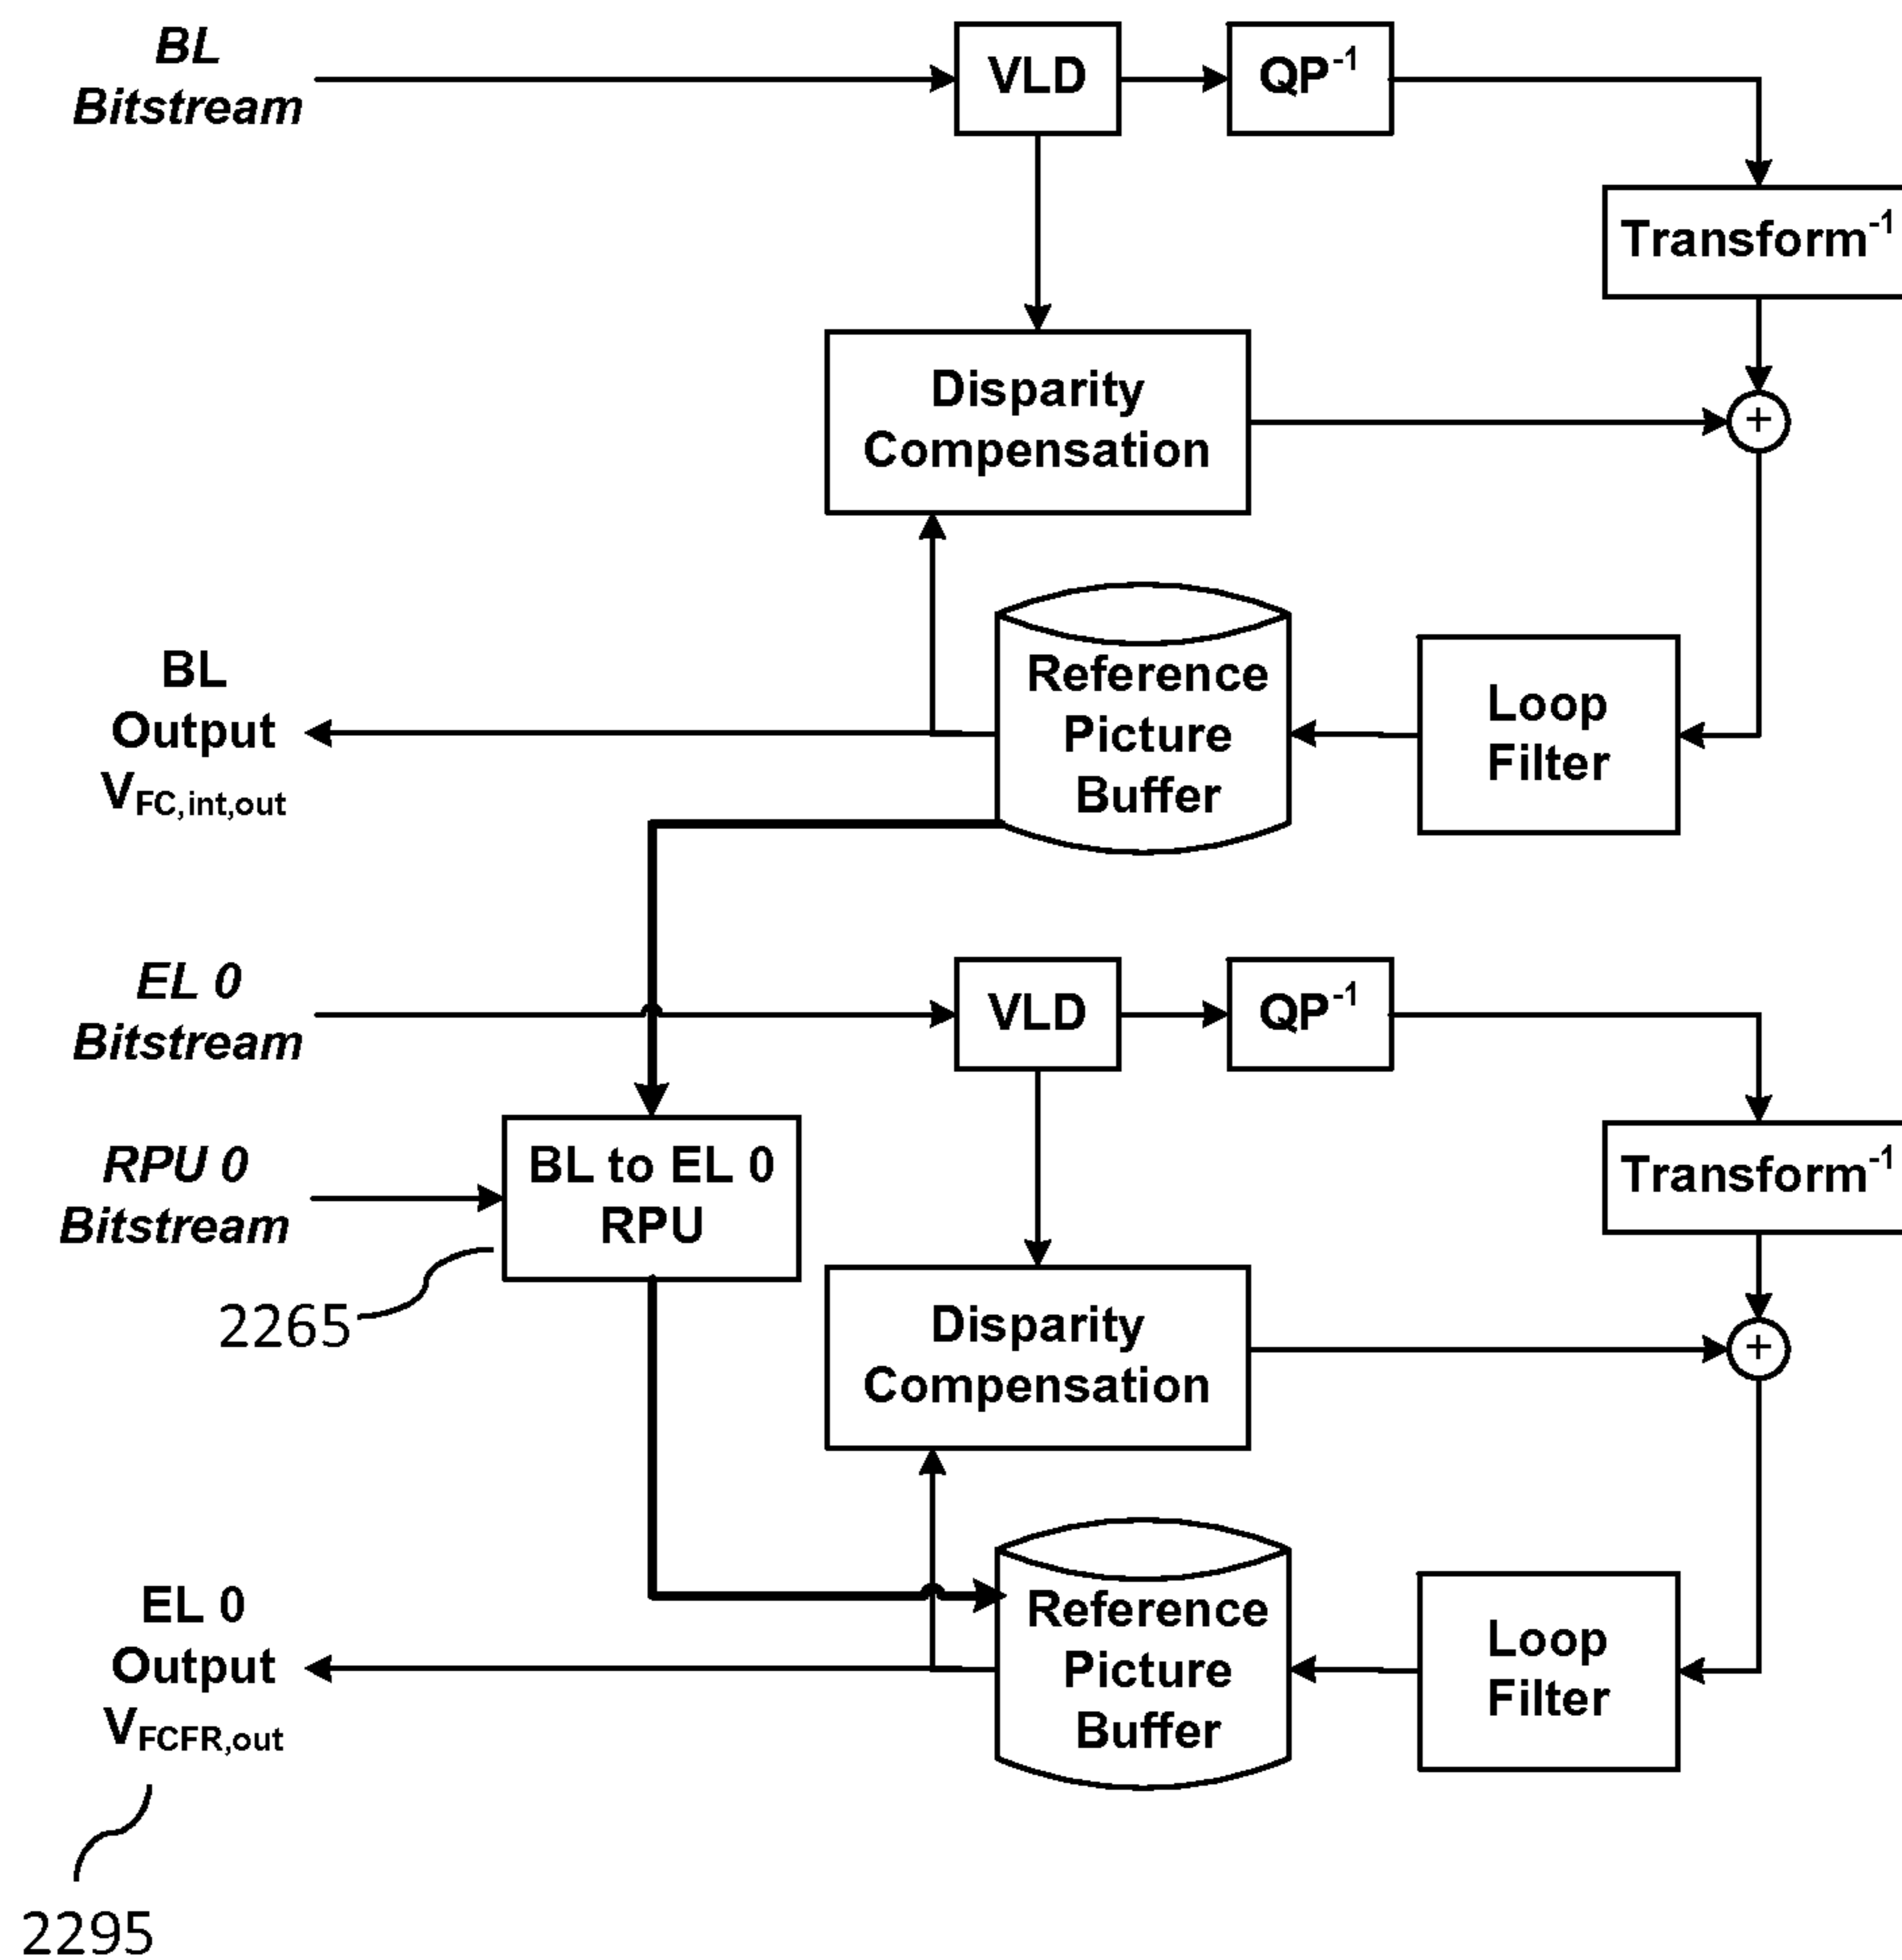 BL
Bitstream
VLD
QP⁻¹
Transform⁻¹
Disparity
Compensation
+
BL
Output
V_FC,int,out
Reference
Picture
Buffer
Loop
Filter
EL 0
Bitstream
VLD
QP⁻¹
RPU 0
Bitstream
BL to EL 0
RPU
Transform⁻¹
2265
Disparity
Compensation
+
EL 0
Output
V_FCFR,out
Reference
Picture
Buffer
Loop
Filter
2295